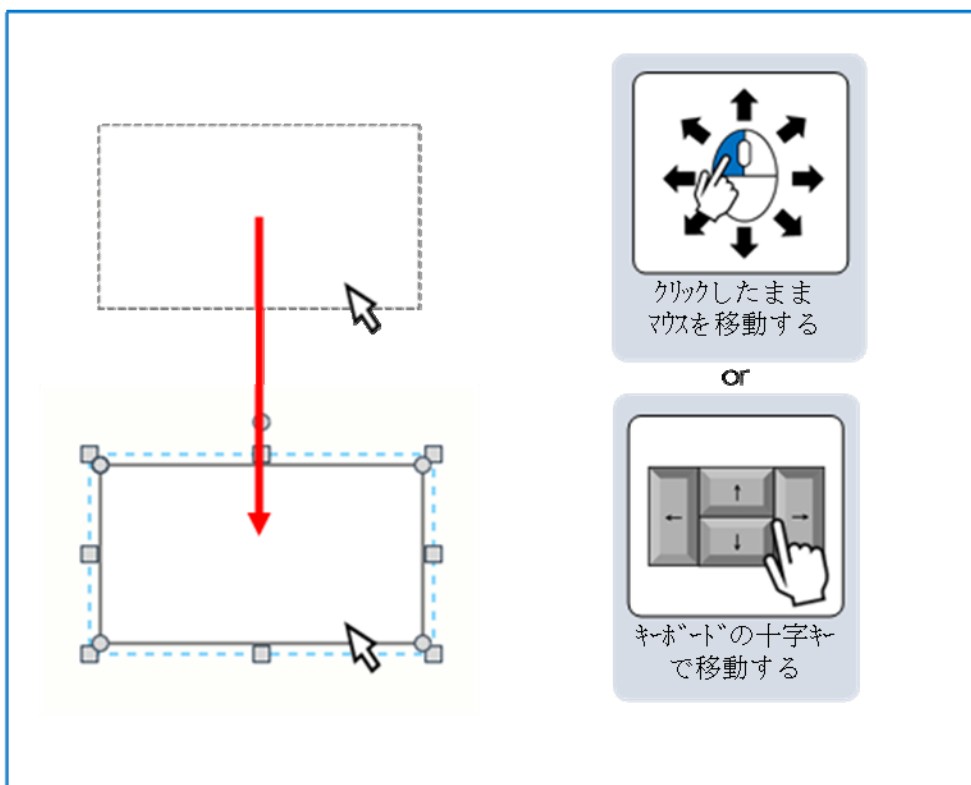 ｸﾘｯｸしたまま
ﾏｳｽを移動する
or
↑
←
→
↓
ｷｰﾎﾞｰﾄﾞの十字ｷｰ
で移動する